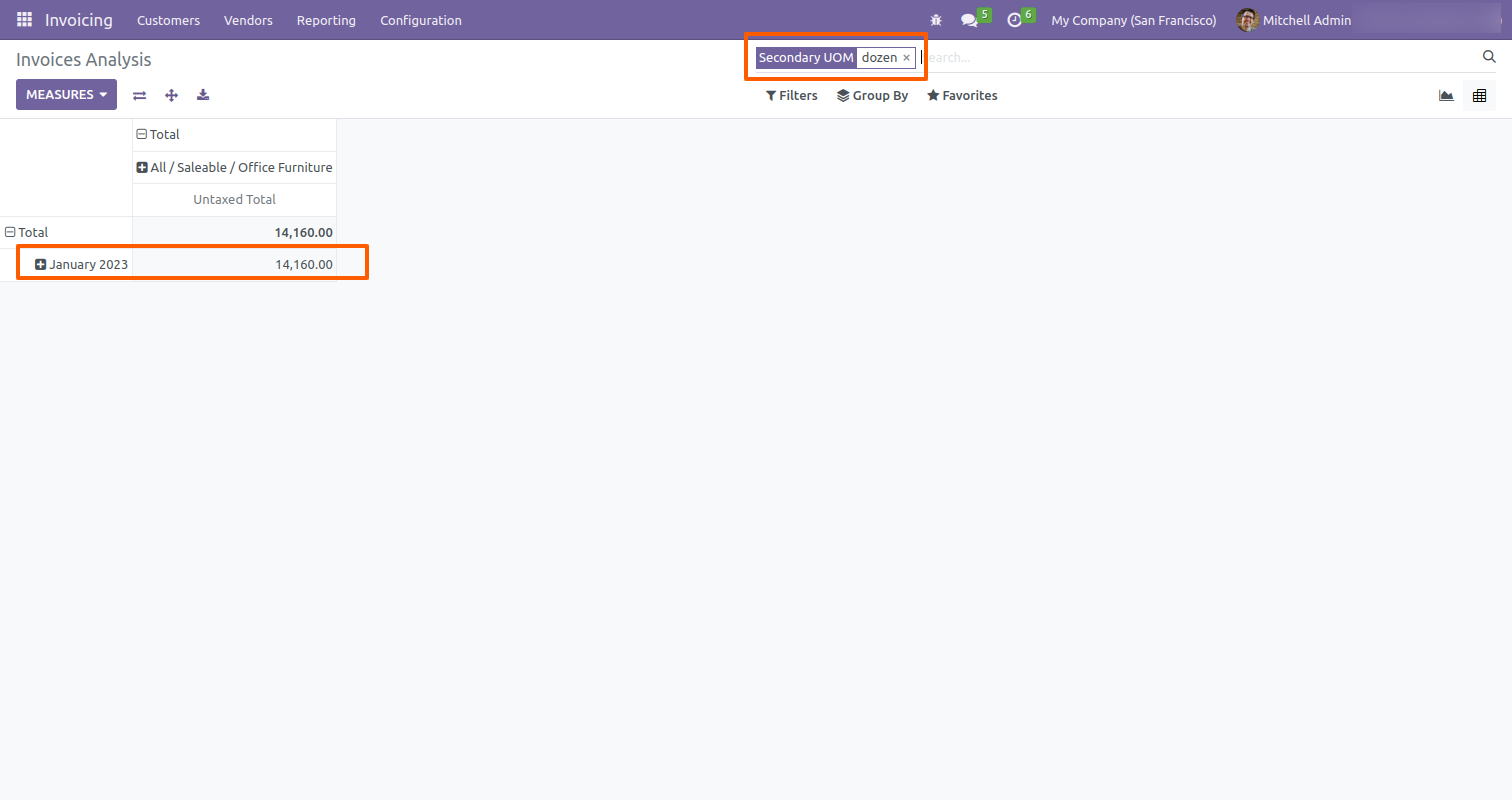 Invoicing Customers Vendors Reporting Configuration 5 6 My Company (San Francisco) Mitchell Admin
Invoices Analysis Secondary UOM dozen × earch...
MEASURES Filters Group By Favorites
Total
All / Saleable / Office Furniture
Untaxed Total
Total 14,160.00
January 2023 14,160.00